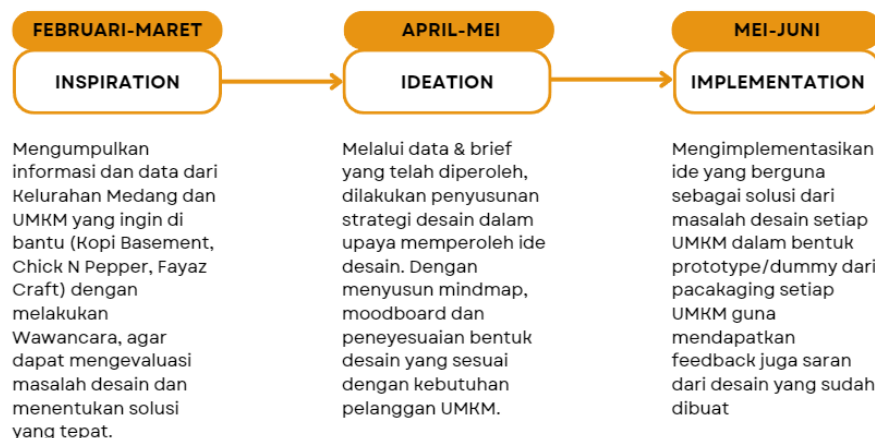 FEBRUARI-MARET
INSPIRATION
Mengumpulkan
informasi dan data dari
Kelurahan Medang dan
UMKM yang ingin di
bantu (Kopi Basement,
Chick N Pepper, Fayaz
Craft) dengan
melakukan
Wawancara, agar
dapat mengevaluasi
masalah desain dan
menentukan solusi
yang tepat.
APRIL-MEI
IDEATION
Melalui data & brief
yang telah diperoleh,
dilakukan penyusunan
strategi desain dalam
upaya memperoleh ide
desain. Dengan
menyusun mindmap,
moodboard dan
peneyesuaian bentuk
desain yang sesuai
dengan kebutuhan
pelanggan UMKM.
MEI-JUNI
IMPLEMENTATION
Mengimplementasikan
ide yang berguna
sebagai solusi dari
masalah desain setiap
UMKM dalam bentuk
prototype/dummy dari
pacakaging setiap
UMKM guna
mendapatkan
feedback juga saran
dari desain yang sudah
dibuat